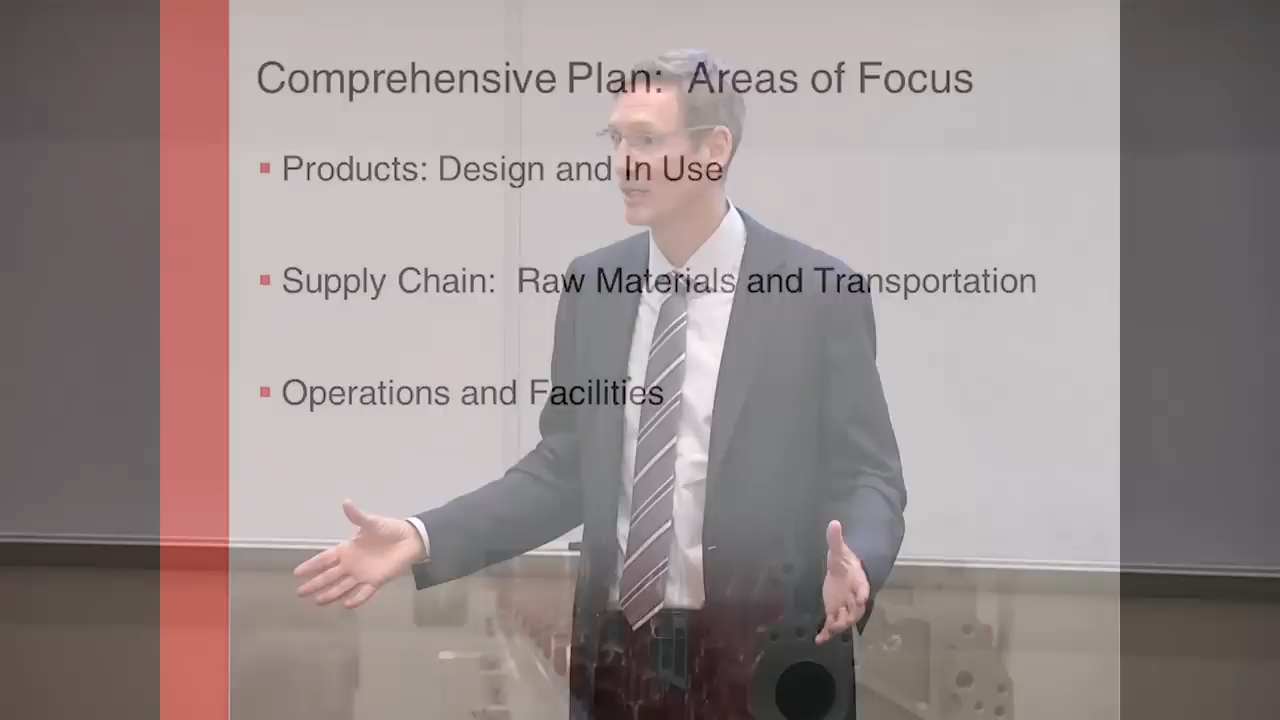 Comprehensive Plan: Areas of Focus
Products: Design and In Use
Supply Chain: Raw Materials and Transportation
Operations and Facilities